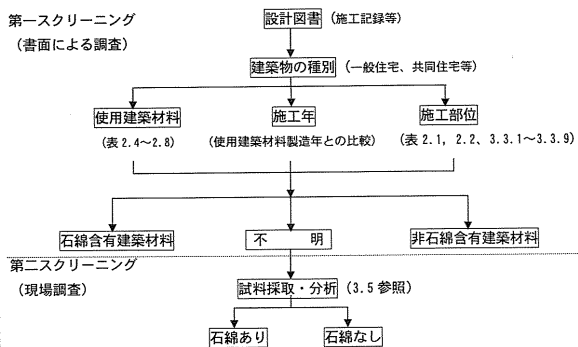 第一スクリーニング
(書面による調査)
設計図書 (施工記録等)
建築物の種別 (一般住宅、共同住宅等)
使用建築材料 施工年 施工部位
(表2.4~2.8) (使用建築材料製造年との比較) (表2.1, 2.2、3.3.1~3.3.9)
石綿含有建築材料 不 明 非石綿含有建築材料
第二スクリーニング
(現場調査)
試料採取・分析 (3.5参照)
石綿あり 石綿なし